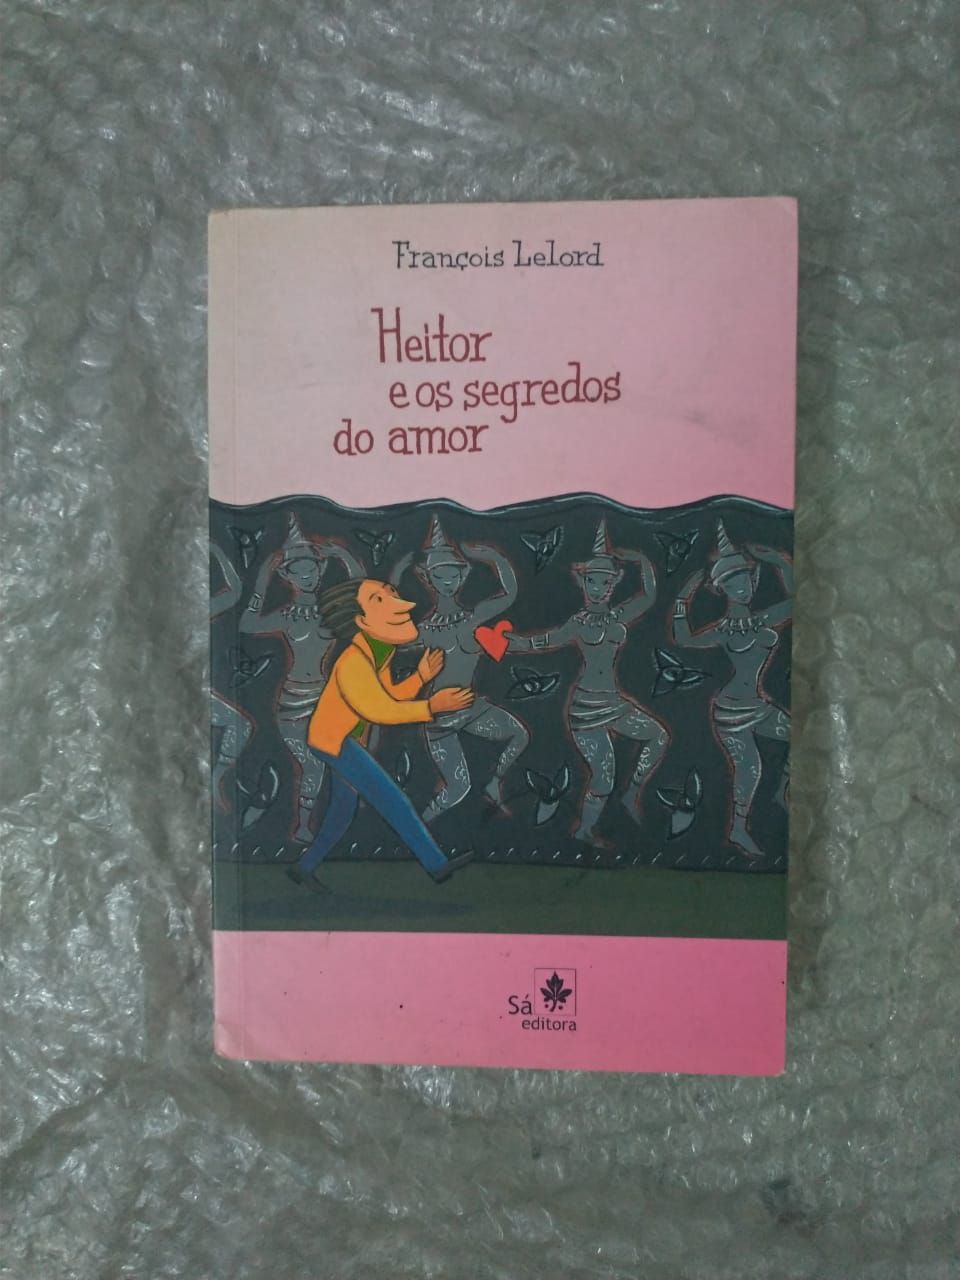 François Lelord
Heitor
e os segredos
do amor
Sá
editora